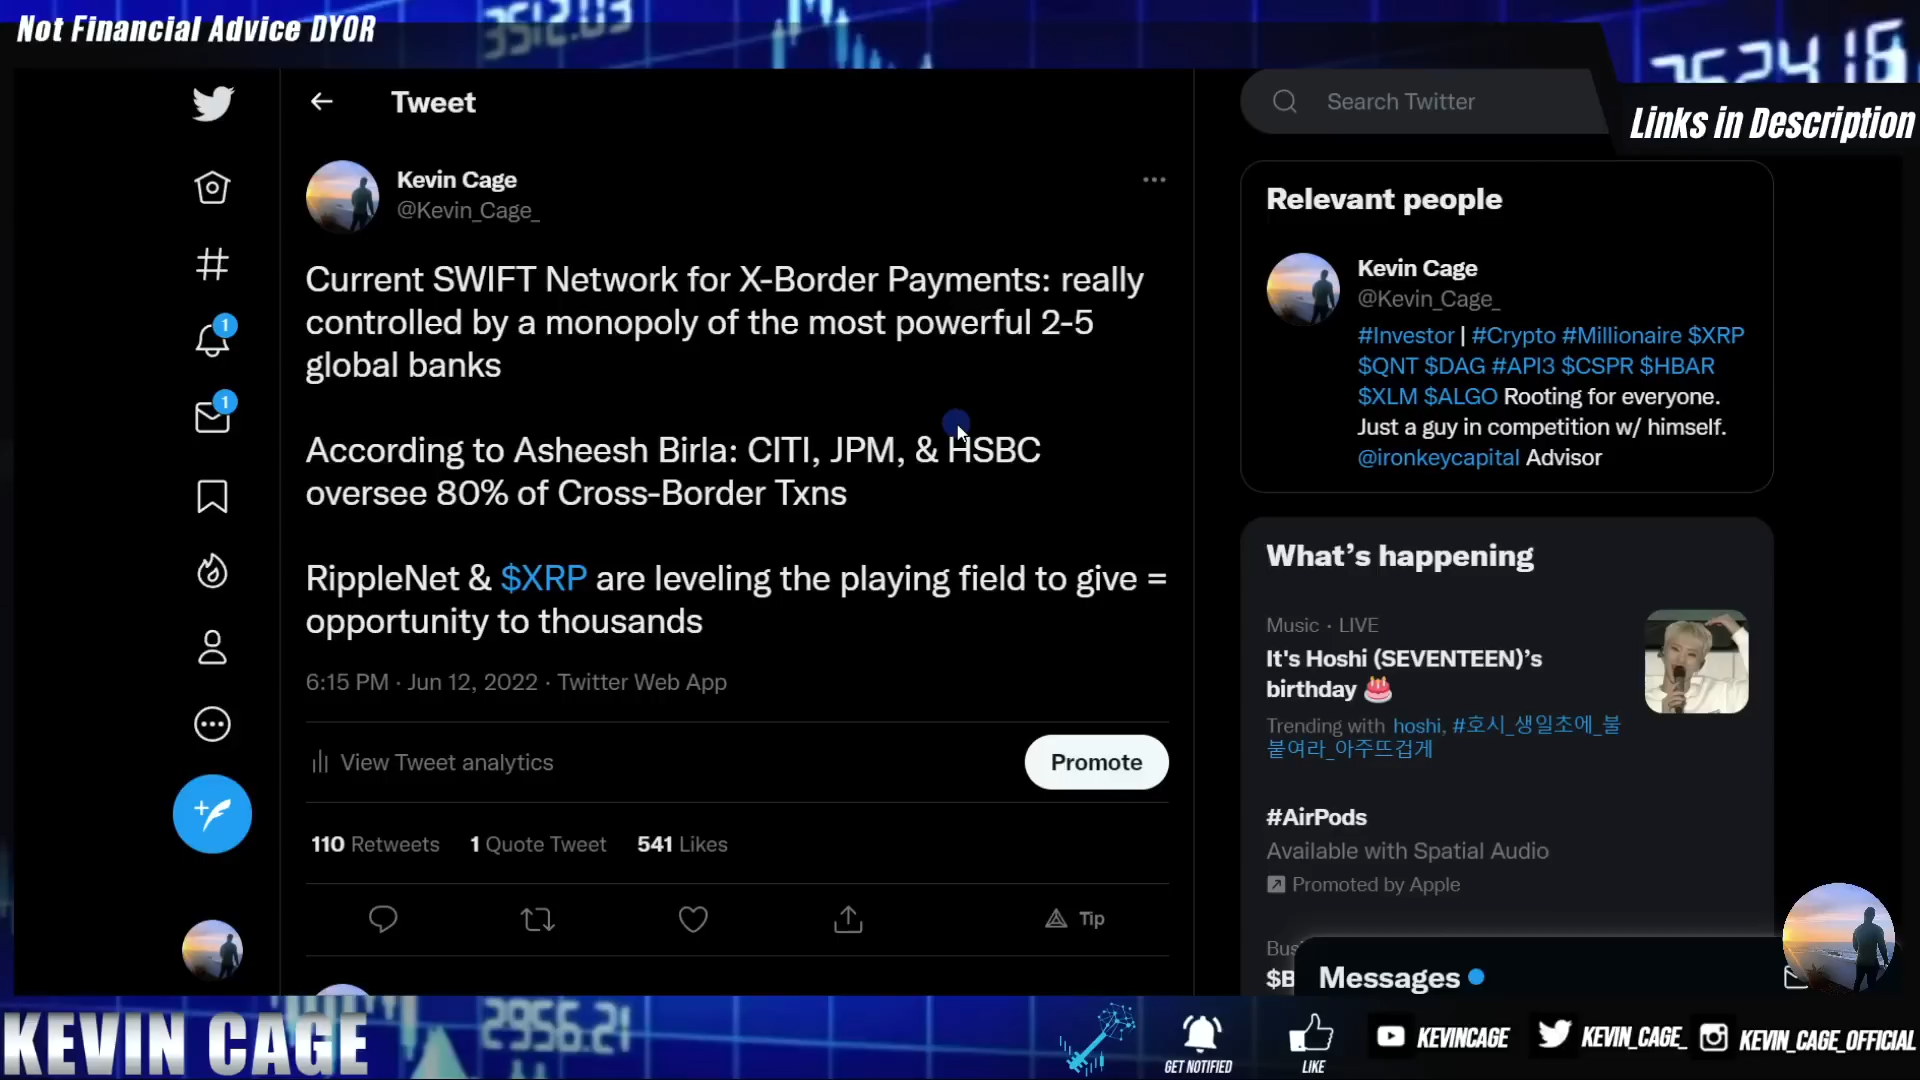 Not Financial Advice DYOR
3512.03
Links in Description
Tweet
Search Twitter
Kevin Cage
@Kevin_Cage_
Current SWIFT Network for X-Border Payments: really
controlled by a monopoly of the most powerful 2-5
global banks
According to Asheesh Birla: CITI, JPM, & HSBC
oversee 80% of Cross-Border Txns
RippleNet & $XRP are leveling the playing field to give =
opportunity to thousands
6:15 PM · Jun 12, 2022 · Twitter Web App
View Tweet analytics
Promote
110 Retweets 1 Quote Tweet 541 Likes
Tip
1
1
Relevant people
Kevin Cage
@Kevin_Cage_
#Investor | #Crypto #Millionaire $XRP
$QNT $DAG #API3 $CSPR $HBAR
$XLM $ALGO Rooting for everyone.
Just a guy in competition w/ himself.
@ironkeycapital Advisor
What's happening
Music · LIVE
It's Hoshi (SEVENTEEN)'s
birthday 🎂
Trending with hoshi, #호시_생일초에_불
붙여라_아주뜨겁게
#AirPods
Available with Spatial Audio
Promoted by Apple
Messages
KEVIN CAGE
2956.21
GET NOTIFIED
LIKE
KEVINCAGE
KEVIN_CAGE_
KEVIN_CAGE_OFFICIAL